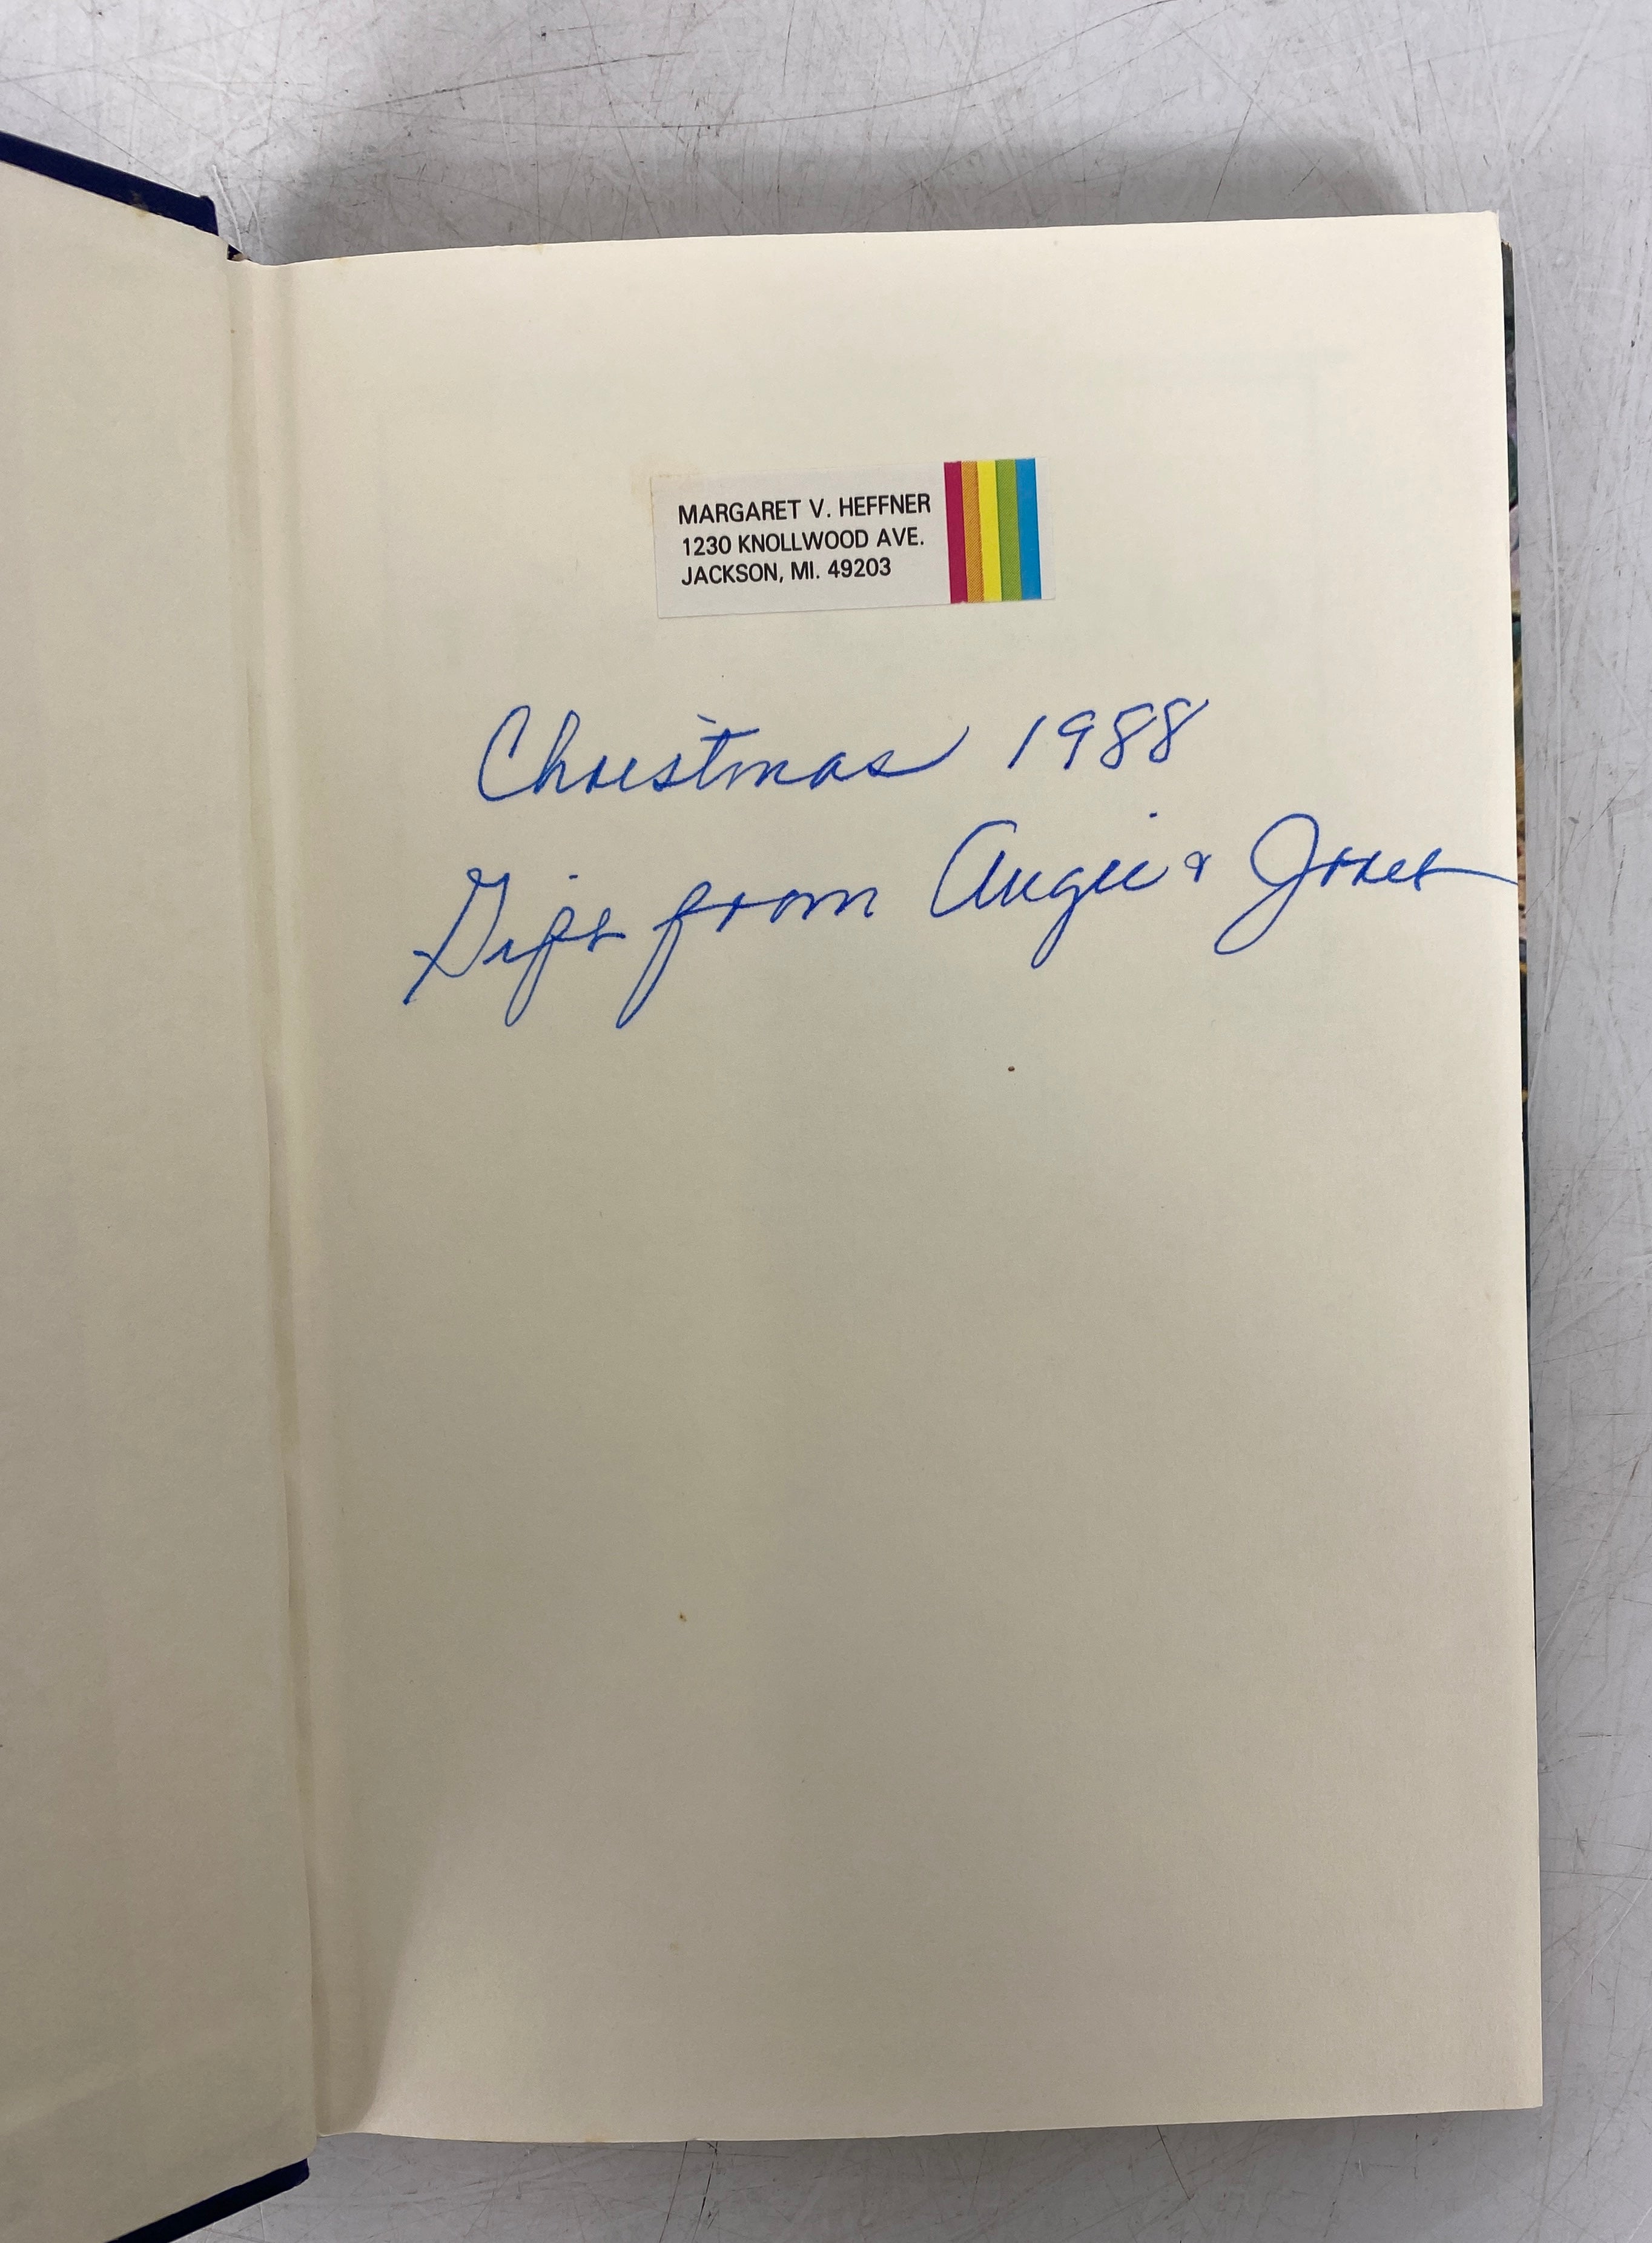 MARGARET V. HEFFNER
1230 KNOLLWOOD AVE.
JACKSON, MI. 49203
Christmas 1988
Gift from Angie &